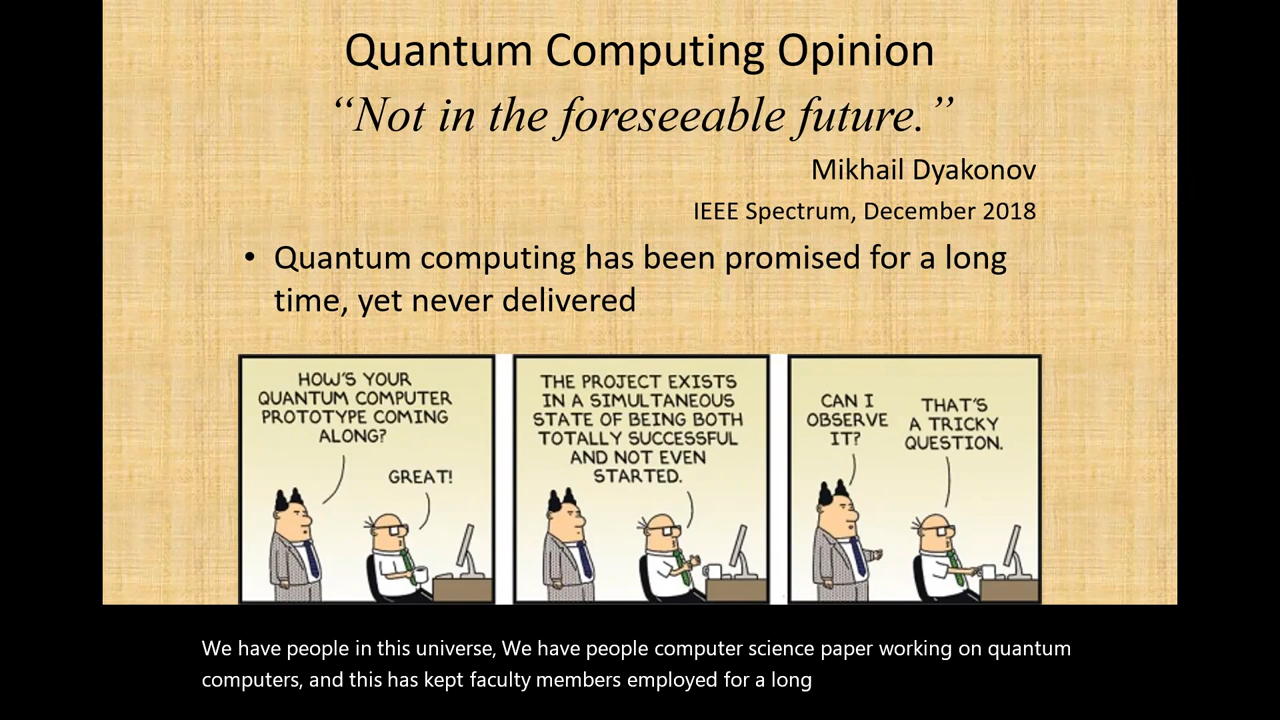 Quantum Computing Opinion
“Not in the foreseeable future.”
Mikhail Dyakonov
IEEE Spectrum, December 2018
• Quantum computing has been promised for a long
time, yet never delivered
HOW'S YOUR
QUANTUM COMPUTER
PROTOTYPE COMING
ALONG?
GREAT!
THE PROJECT EXISTS
IN A SIMULTANEOUS
STATE OF BEING BOTH
TOTALLY SUCCESSFUL
AND NOT EVEN
STARTED.
CAN I
OBSERVE
IT?
THAT'S
A TRICKY
QUESTION.
We have people in this universe, We have people computer science paper working on quantum
computers, and this has kept faculty members employed for a long